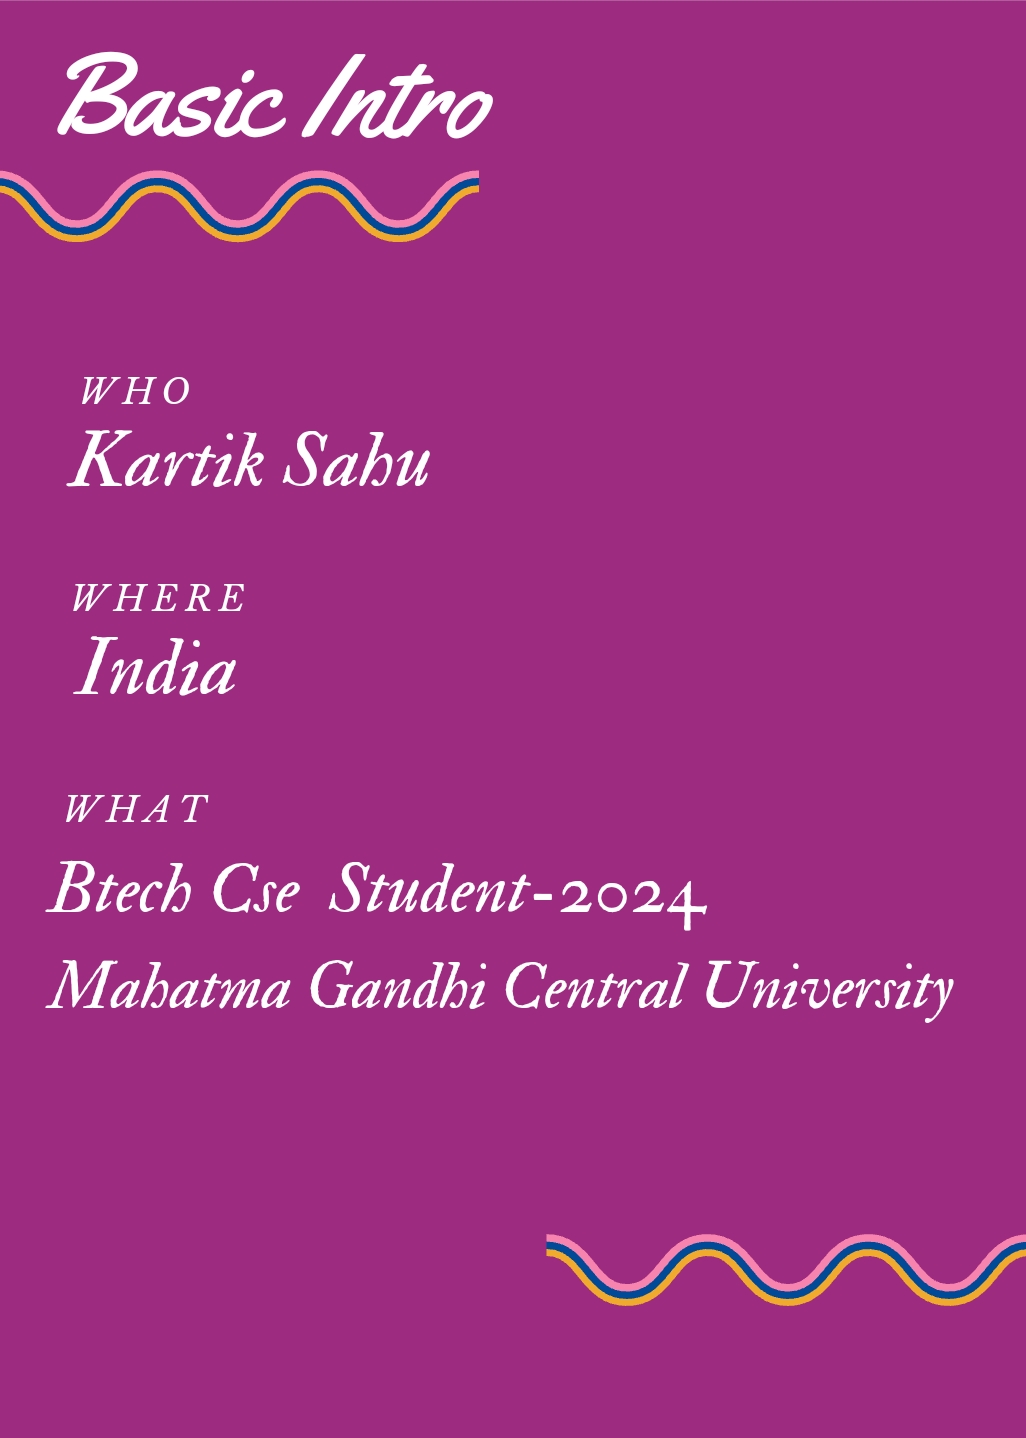 Basic Intro
WHO
Kartik Sahu
WHERE
India
WHAT
Btech Cse Student-2024
Mahatma Gandhi Central University